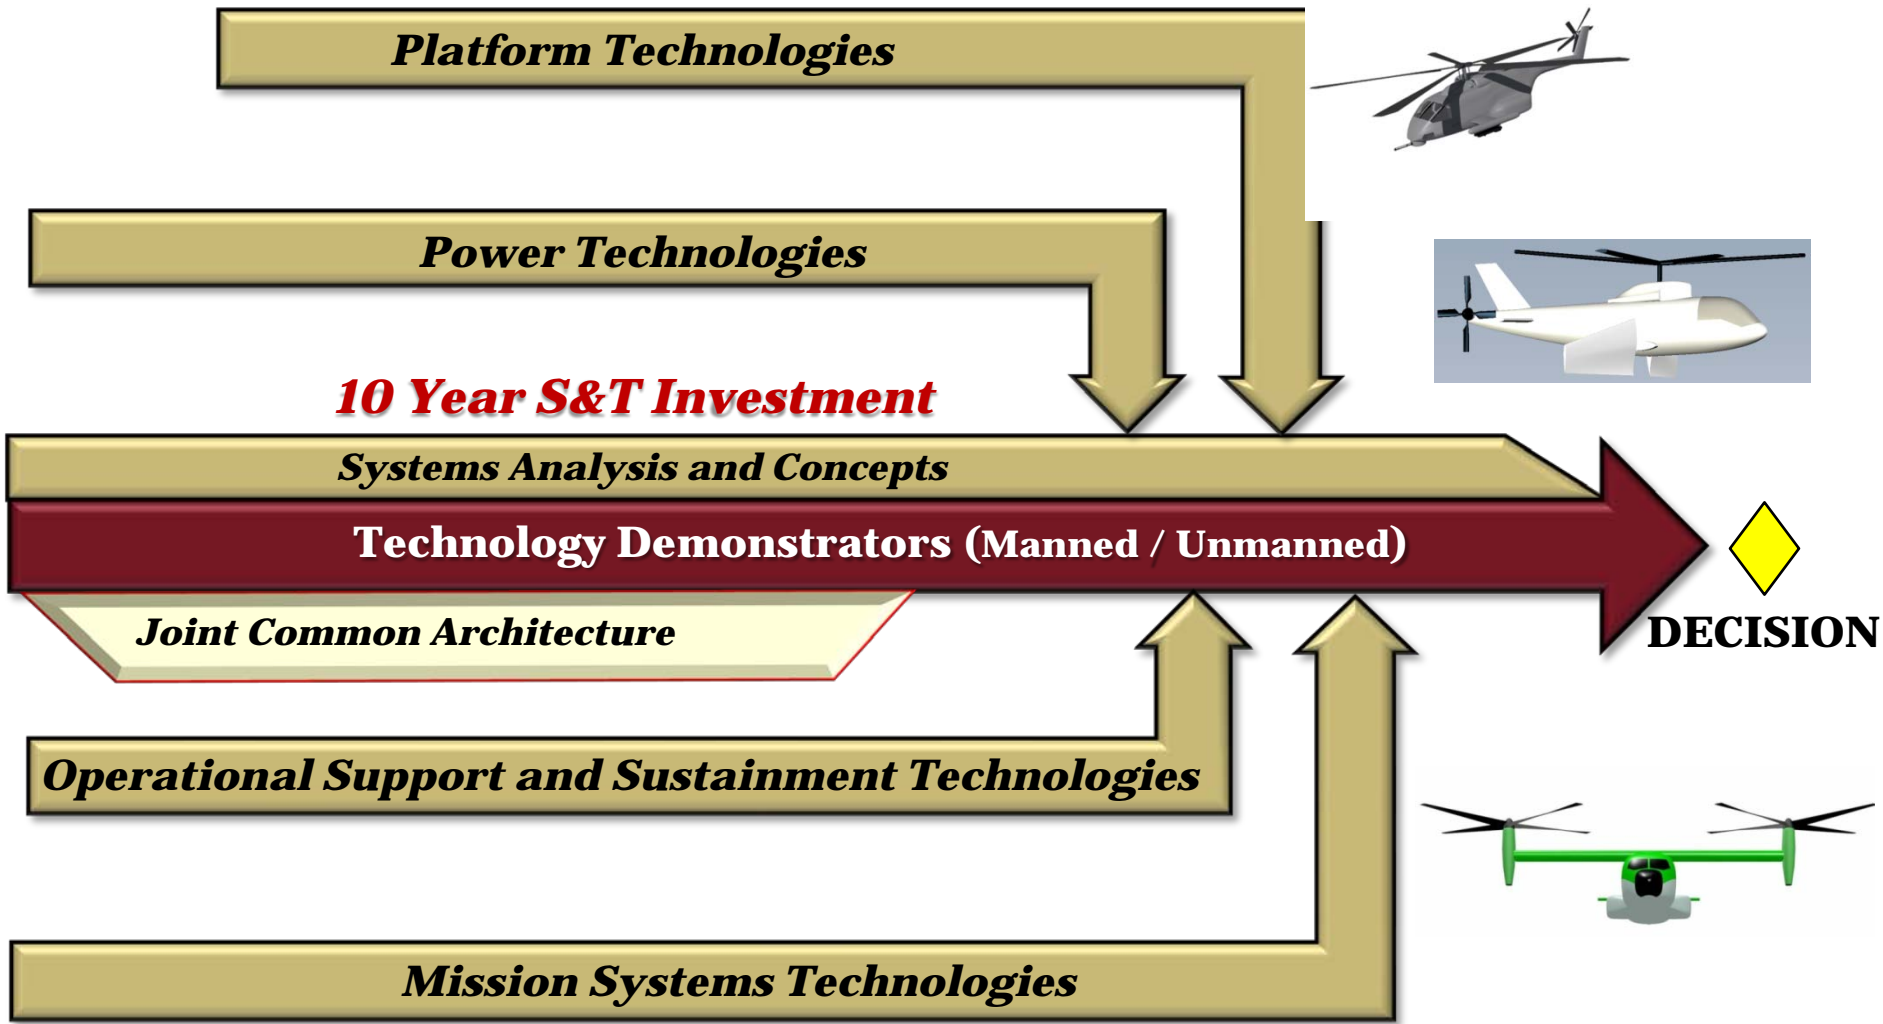 Platform Technologies
Power Technologies
10 Year S&T Investment
Systems Analysis and Concepts
Technology Demonstrators (Manned / Unmanned)
Joint Common Architecture
DECISION
Operational Support and Sustainment Technologies
Mission Systems Technologies